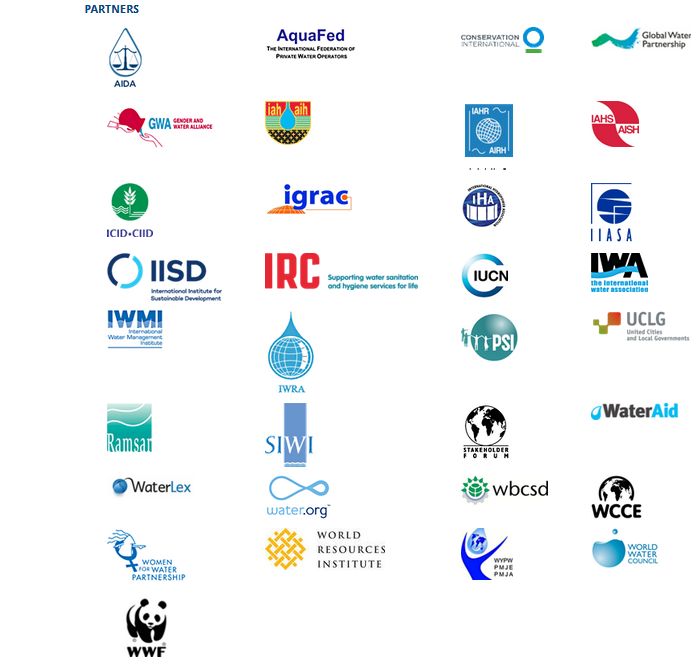 PARTNERS
AIDA
AquaFed
THE INTERNATIONAL FEDERATION OF
PRIVATE WATER OPERATORS
CONSERVATION
INTERNATIONAL
Global Water
Partnership
GWA GENDER AND
WATER ALLIANCE
iah aih
IAHR
AIRH
IAHS
AISH
ICID•CIID
igrac
INTERNATIONAL HYDROPOWER ASSOCIATION
IHA
IIASA
IISD
International Institute for
Sustainable Development
IRC Supporting water sanitation
and hygiene services for life
IUCN
IWA
the international
water association
IWMI
International
Water Management
Institute
IWRA
PSI
UCLG
United Cities
and Local Governments
Ramsar
SIWI
STAKEHOLDER
FORUM
WaterAid
WaterLex
water.org™
wbcsd
WCCE
WOMEN
FOR WATER
PARTNERSHIP
WORLD
RESOURCES
INSTITUTE
WYPW
PMJE
PMJA
WORLD
WATER
COUNCIL
WWF